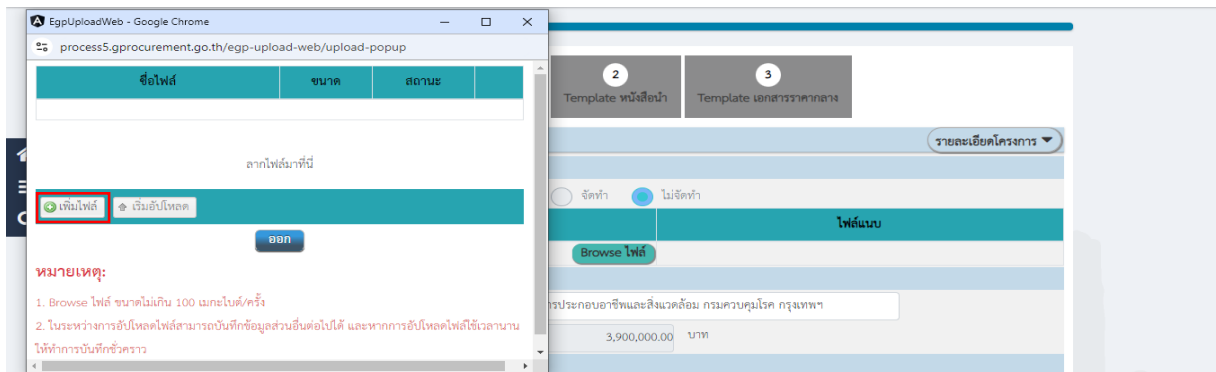 EgpUploadWeb - Google Chrome
process5.gprocurement.go.th/egp-upload-web/upload-popup
ชื่อไฟล์ ขนาด สถานะ
ลากไฟล์มาที่นี่
เพิ่มไฟล์ เริ่มอัปโหลด
ออก
หมายเหตุ:
1. Browse ไฟล์ ขนาดไม่เกิน 100 เมกะไบต์/ครั้ง
2. ในระหว่างการอัปโหลดไฟล์สามารถบันทึกข้อมูลส่วนอื่นต่อไปได้ และหากการอัปโหลดไฟล์ใช้เวลานาน
ให้ทำการบันทึกชั่วคราว
2 3
Template หนังสือนำ Template เอกสารราคากลาง
รายละเอียดโครงการ
จัดทำ ไม่จัดทำ
ไฟล์แนบ
Browse ไฟล์
ารประกอบอาชีพและสิ่งแวดล้อม กรมควบคุมโรค กรุงเทพฯ
3,900,000.00 บาท